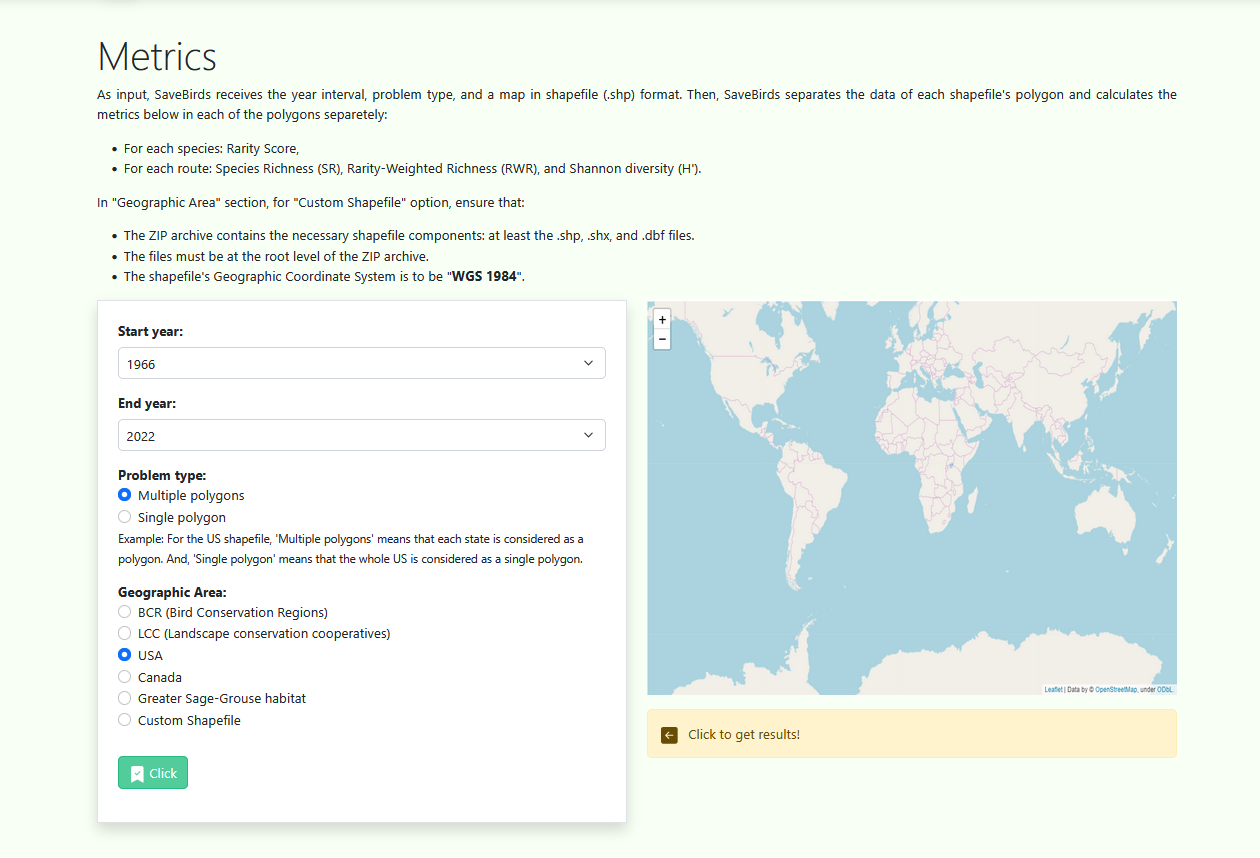 Metrics
As input, SaveBirds receives the year interval, problem type, and a map in shapefile (.shp) format. Then, SaveBirds separates the data of each shapefile's polygon and calculates the
metrics below in each of the polygons separetely:
• For each species: Rarity Score,
• For each route: Species Richness (SR), Rarity-Weighted Richness (RWR), and Shannon diversity (H').
In "Geographic Area" section, for "Custom Shapefile" option, ensure that:
• The ZIP archive contains the necessary shapefile components: at least the .shp, .shx, and .dbf files.
• The files must be at the root level of the ZIP archive.
• The shapefile's Geographic Coordinate System is to be "WGS 1984".
Start year:
1966
End year:
2022
Problem type:
Multiple polygons
Single polygon
Example: For the US shapefile, 'Multiple polygons' means that each state is considered as a
polygon. And, 'Single polygon' means that the whole US is considered as a single polygon.
Geographic Area:
BCR (Bird Conservation Regions)
LCC (Landscape conservation cooperatives)
USA
Canada
Greater Sage-Grouse habitat
Custom Shapefile
Click
+
−
Leaflet | Data by © OpenStreetMap, under ODbL.
Click to get results!